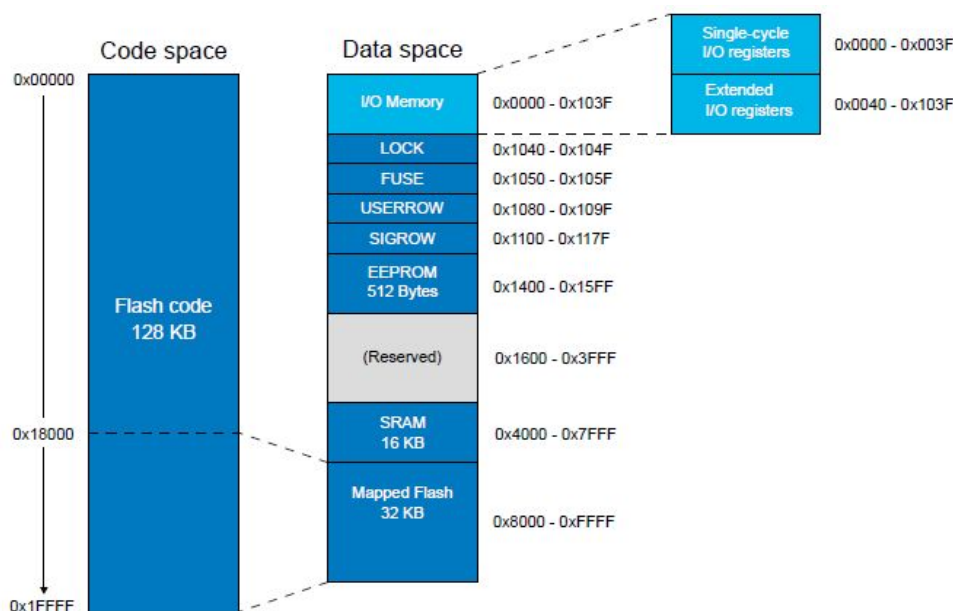 Code space
0x00000
Flash code
128 KB
0x18000
0x1FFFF
Data space
I/O Memory
0x0000 - 0x103F
LOCK
0x1040 - 0x104F
FUSE
0x1050 - 0x105F
USERROW
0x1080 - 0x109F
SIGROW
0x1100 - 0x117F
EEPROM
512 Bytes
0x1400 - 0x15FF
(Reserved)
0x1600 - 0x3FFF
SRAM
16 KB
0x4000 - 0x7FFF
Mapped Flash
32 KB
0x8000 - 0xFFFF
Single-cycle
I/O registers
0x0000 - 0x003F
Extended
I/O registers
0x0040 - 0x103F